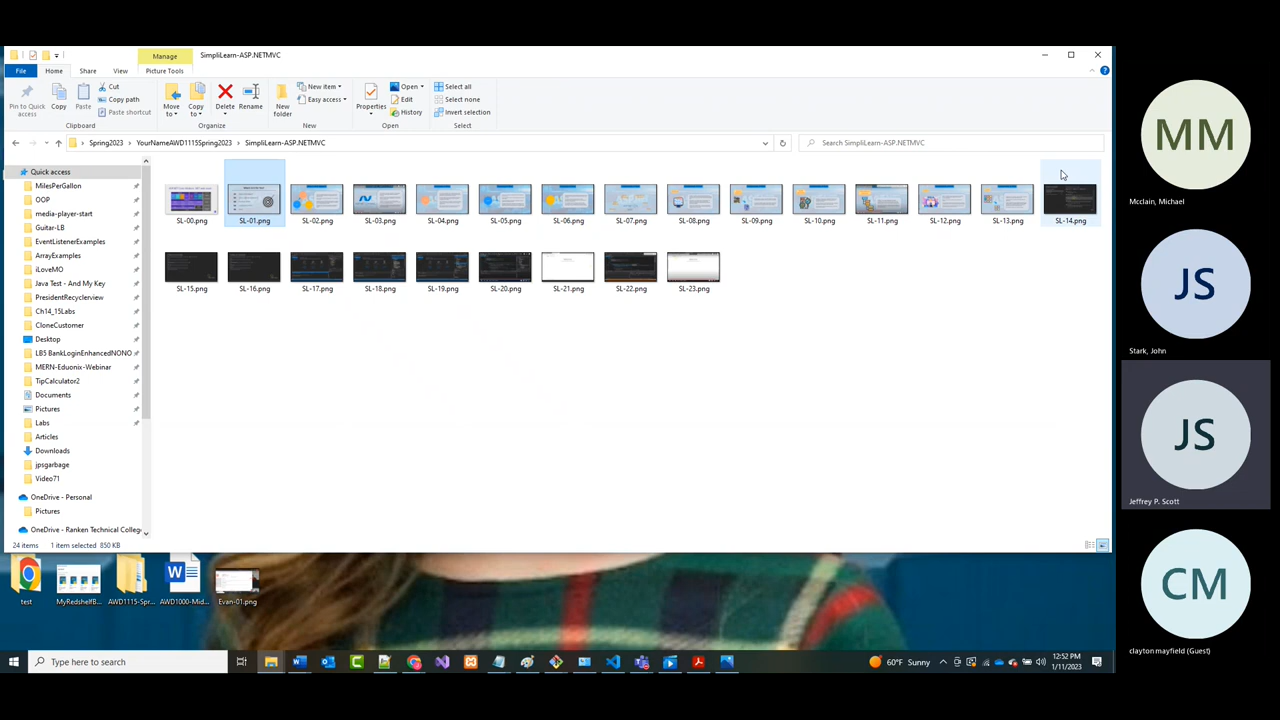 Manage
SimpliLearn-ASP.NETMVC
File
Home
Share
View
Picture Tools
Pin to Quick access
Copy
Paste
Cut
Copy path
Paste shortcut
Clipboard
Move to
Copy to
Delete
Rename
Organize
New folder
New item
Easy access
New
Properties
Open
Edit
History
Open
Select all
Select none
Invert selection
Select
Spring2023 > YourNameAWD1115Spring2023 > SimpliLearn-ASP.NETMVC
Search SimpliLearn-ASP.NETMVC
Quick access
MilesPerGallon
OOP
media-player-start
Guitar-LB
EventListenerExamples
ArrayExamples
iLoveMO
Java Test - And My Key
PresidentRecyclerview
Ch14_15Labs
CloneCustomer
Desktop
LB5 BankLoginEnhancedNONO
MERN-Eduonix-Webinar
TipCalculator2
Documents
Pictures
Labs
Articles
Downloads
jpsgarbage
Video71
OneDrive - Personal
Pictures
OneDrive - Ranken Technical Colleg
SL-00.png SL-01.png SL-02.png SL-03.png SL-04.png SL-05.png SL-06.png SL-07.png SL-08.png SL-09.png SL-10.png SL-11.png SL-12.png SL-13.png SL-14.png
SL-15.png SL-16.png SL-17.png SL-18.png SL-19.png SL-20.png SL-21.png SL-22.png SL-23.png
24 items 1 item selected 850 KB
test
MyRedshelfB...
AWD1115-Spr...
AWD1000-Mid...
Evan-01.png
Type here to search
60°F Sunny
12:52 PM
1/11/2023
MM
Mcclain, Michael
JS
Stark, John
JS
Jeffrey P. Scott
CM
clayton mayfield (Guest)